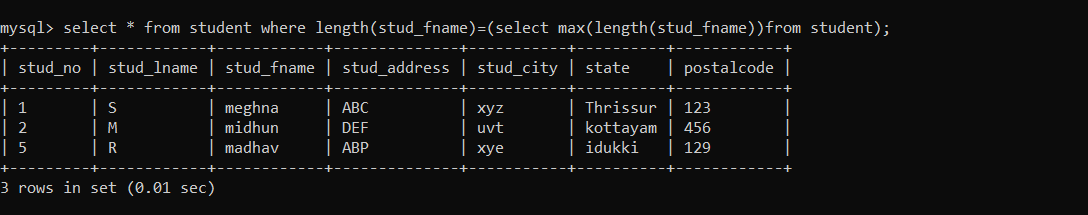 mysql> select * from student where length(stud_fname)=(select max(length(stud_fname))from student);
+---------+------------+------------+--------------+-----------+----------+------------+
| stud_no | stud_lname | stud_fname | stud_address | stud_city | state    | postalcode |
+---------+------------+------------+--------------+-----------+----------+------------+
| 1       | S          | meghna     | ABC          | xyz       | Thrissur | 123        |
| 2       | M          | midhun     | DEF          | uvt       | kottayam | 456        |
| 5       | R          | madhav     | ABP          | xye       | idukki   | 129        |
+---------+------------+------------+--------------+-----------+----------+------------+
3 rows in set (0.01 sec)